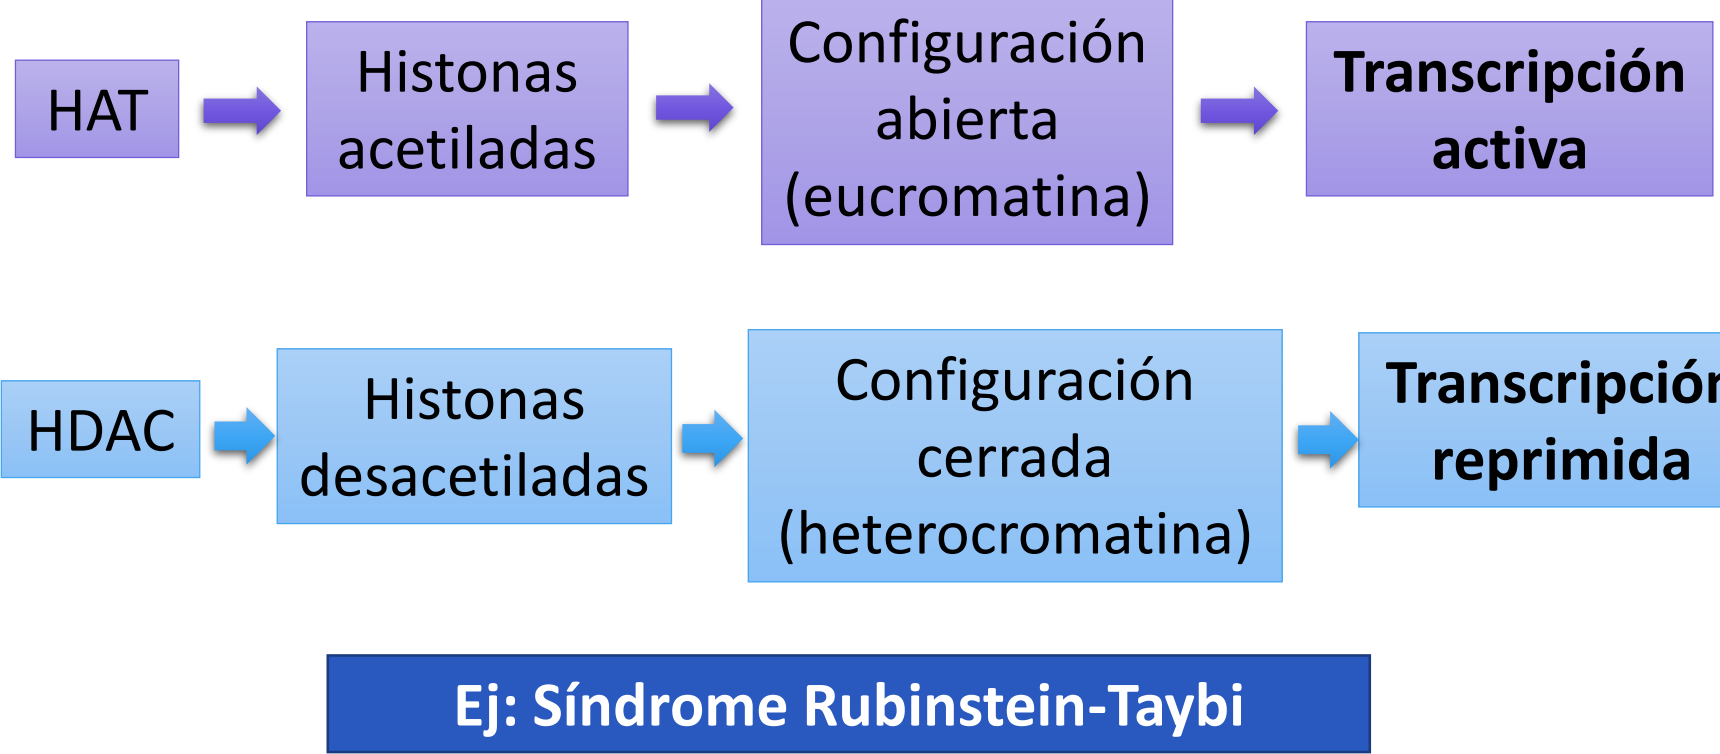 HAT
Histonas
acetiladas
Configuración
abierta
(eucromatina)
Transcripción
activa
HDAC
Histonas
desacetiladas
Configuración
cerrada
(heterocromatina)
Transcripción
reprimida
Ej: Síndrome Rubinstein-Taybi